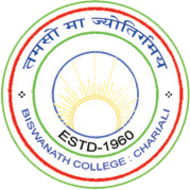 तमसो मा ज्योतिर्गमय
ESTD-1960
BISWANATH COLLEGE : CHARIALI